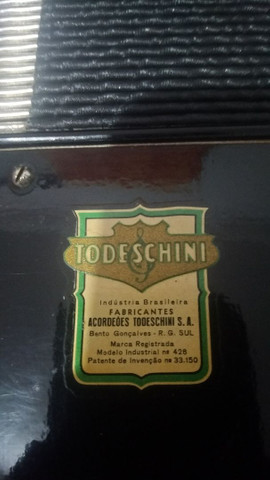 TODESCHINI
Indústria Brasileira
FABRICANTES
ACORDEÕES TODESCHINI S.A.
Bento Gonçalves - R. G. SUL
Marca Registrada
Modelo Industrial nº 426
Patente de Invenção nº 33.150